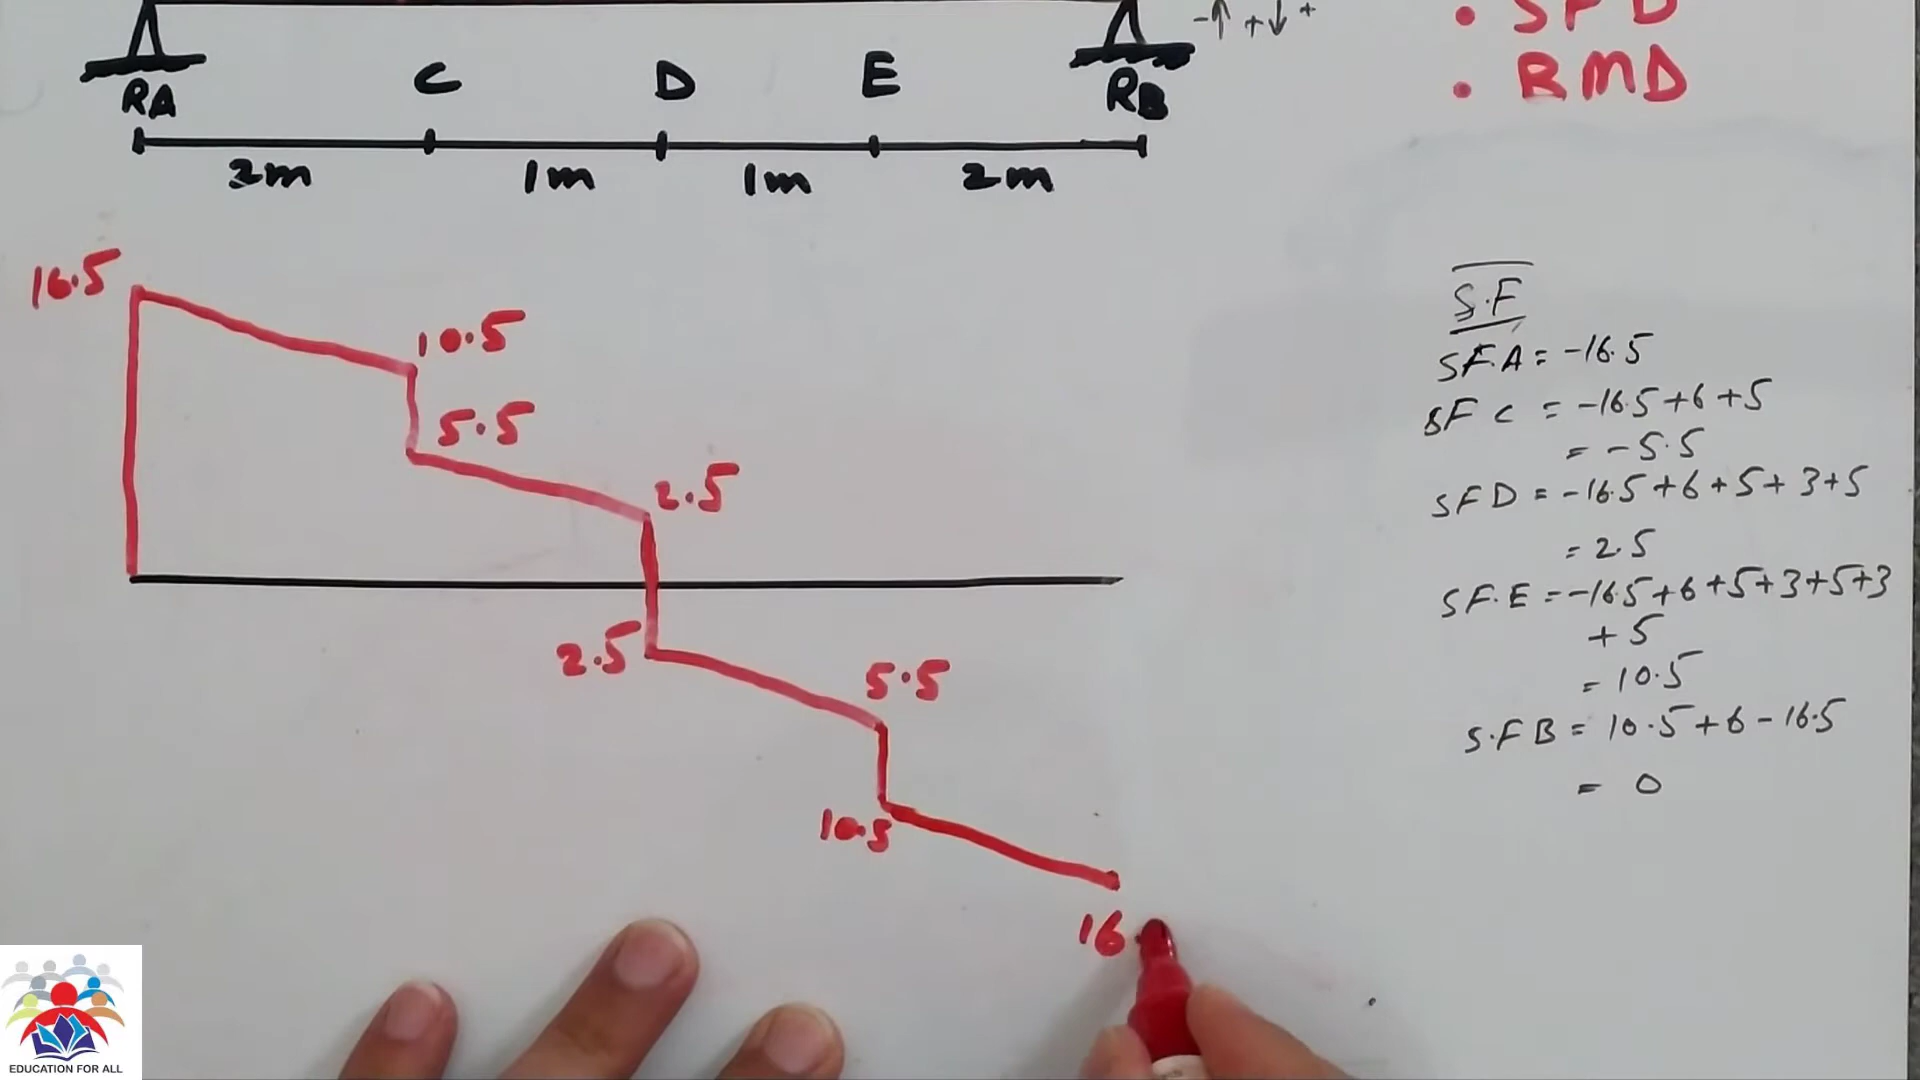 -↑ +↓ +
• SFD
RA C D E RB
• BMD
2m 1m 1m 2m
16.5
10.5
5.5
2.5
2.5
5.5
10.5
16.
S.F
S.F.A = -16.5
SF C = -16.5+6+5
= -5.5
SFD = -16.5+6+5+3+5
= 2.5
SF.E = -16.5+6+5+3+5+3
+5
= 10.5
S.F B = 10.5+6-16.5
= 0
EDUCATION FOR ALL